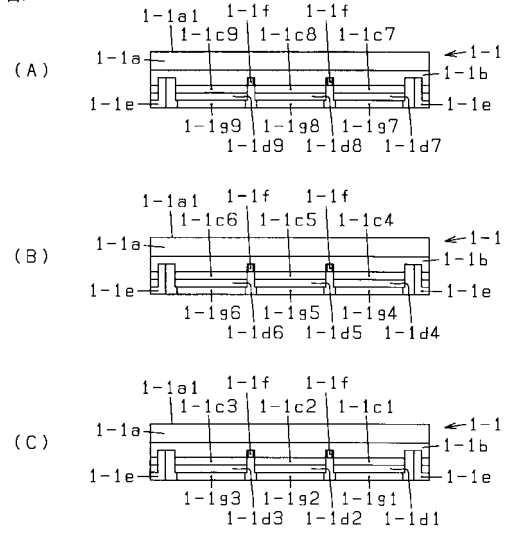 1-1a1 1-1f 1-1f
1-1c9 1-1c8 1-1c7
1-1
1-1a
(A)
1-1b
1-1e 1-1e
1-1g9 1-1g8 1-1g7
1-1d9 1-1d8 1-1d7
1-1a1 1-1f 1-1f
1-1c6 1-1c5 1-1c4
1-1
1-1a
(B)
1-1b
1-1e 1-1e
1-1g6 1-1g5 1-1g4
1-1d6 1-1d5 1-1d4
1-1a1 1-1f 1-1f
1-1c3 1-1c2 1-1c1
1-1
1-1a
(C)
1-1b
1-1e 1-1e
1-1g3 1-1g2 1-1g1
1-1d3 1-1d2 1-1d1